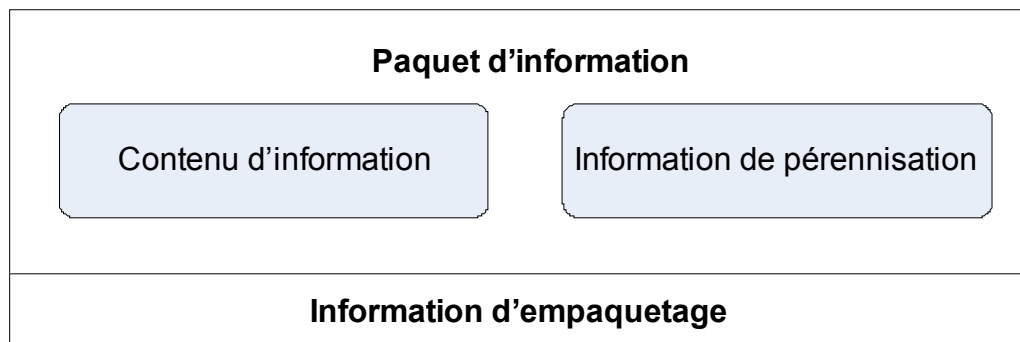 Paquet d’information
Contenu d’information
Information de pérennisation
Information d’empaquetage